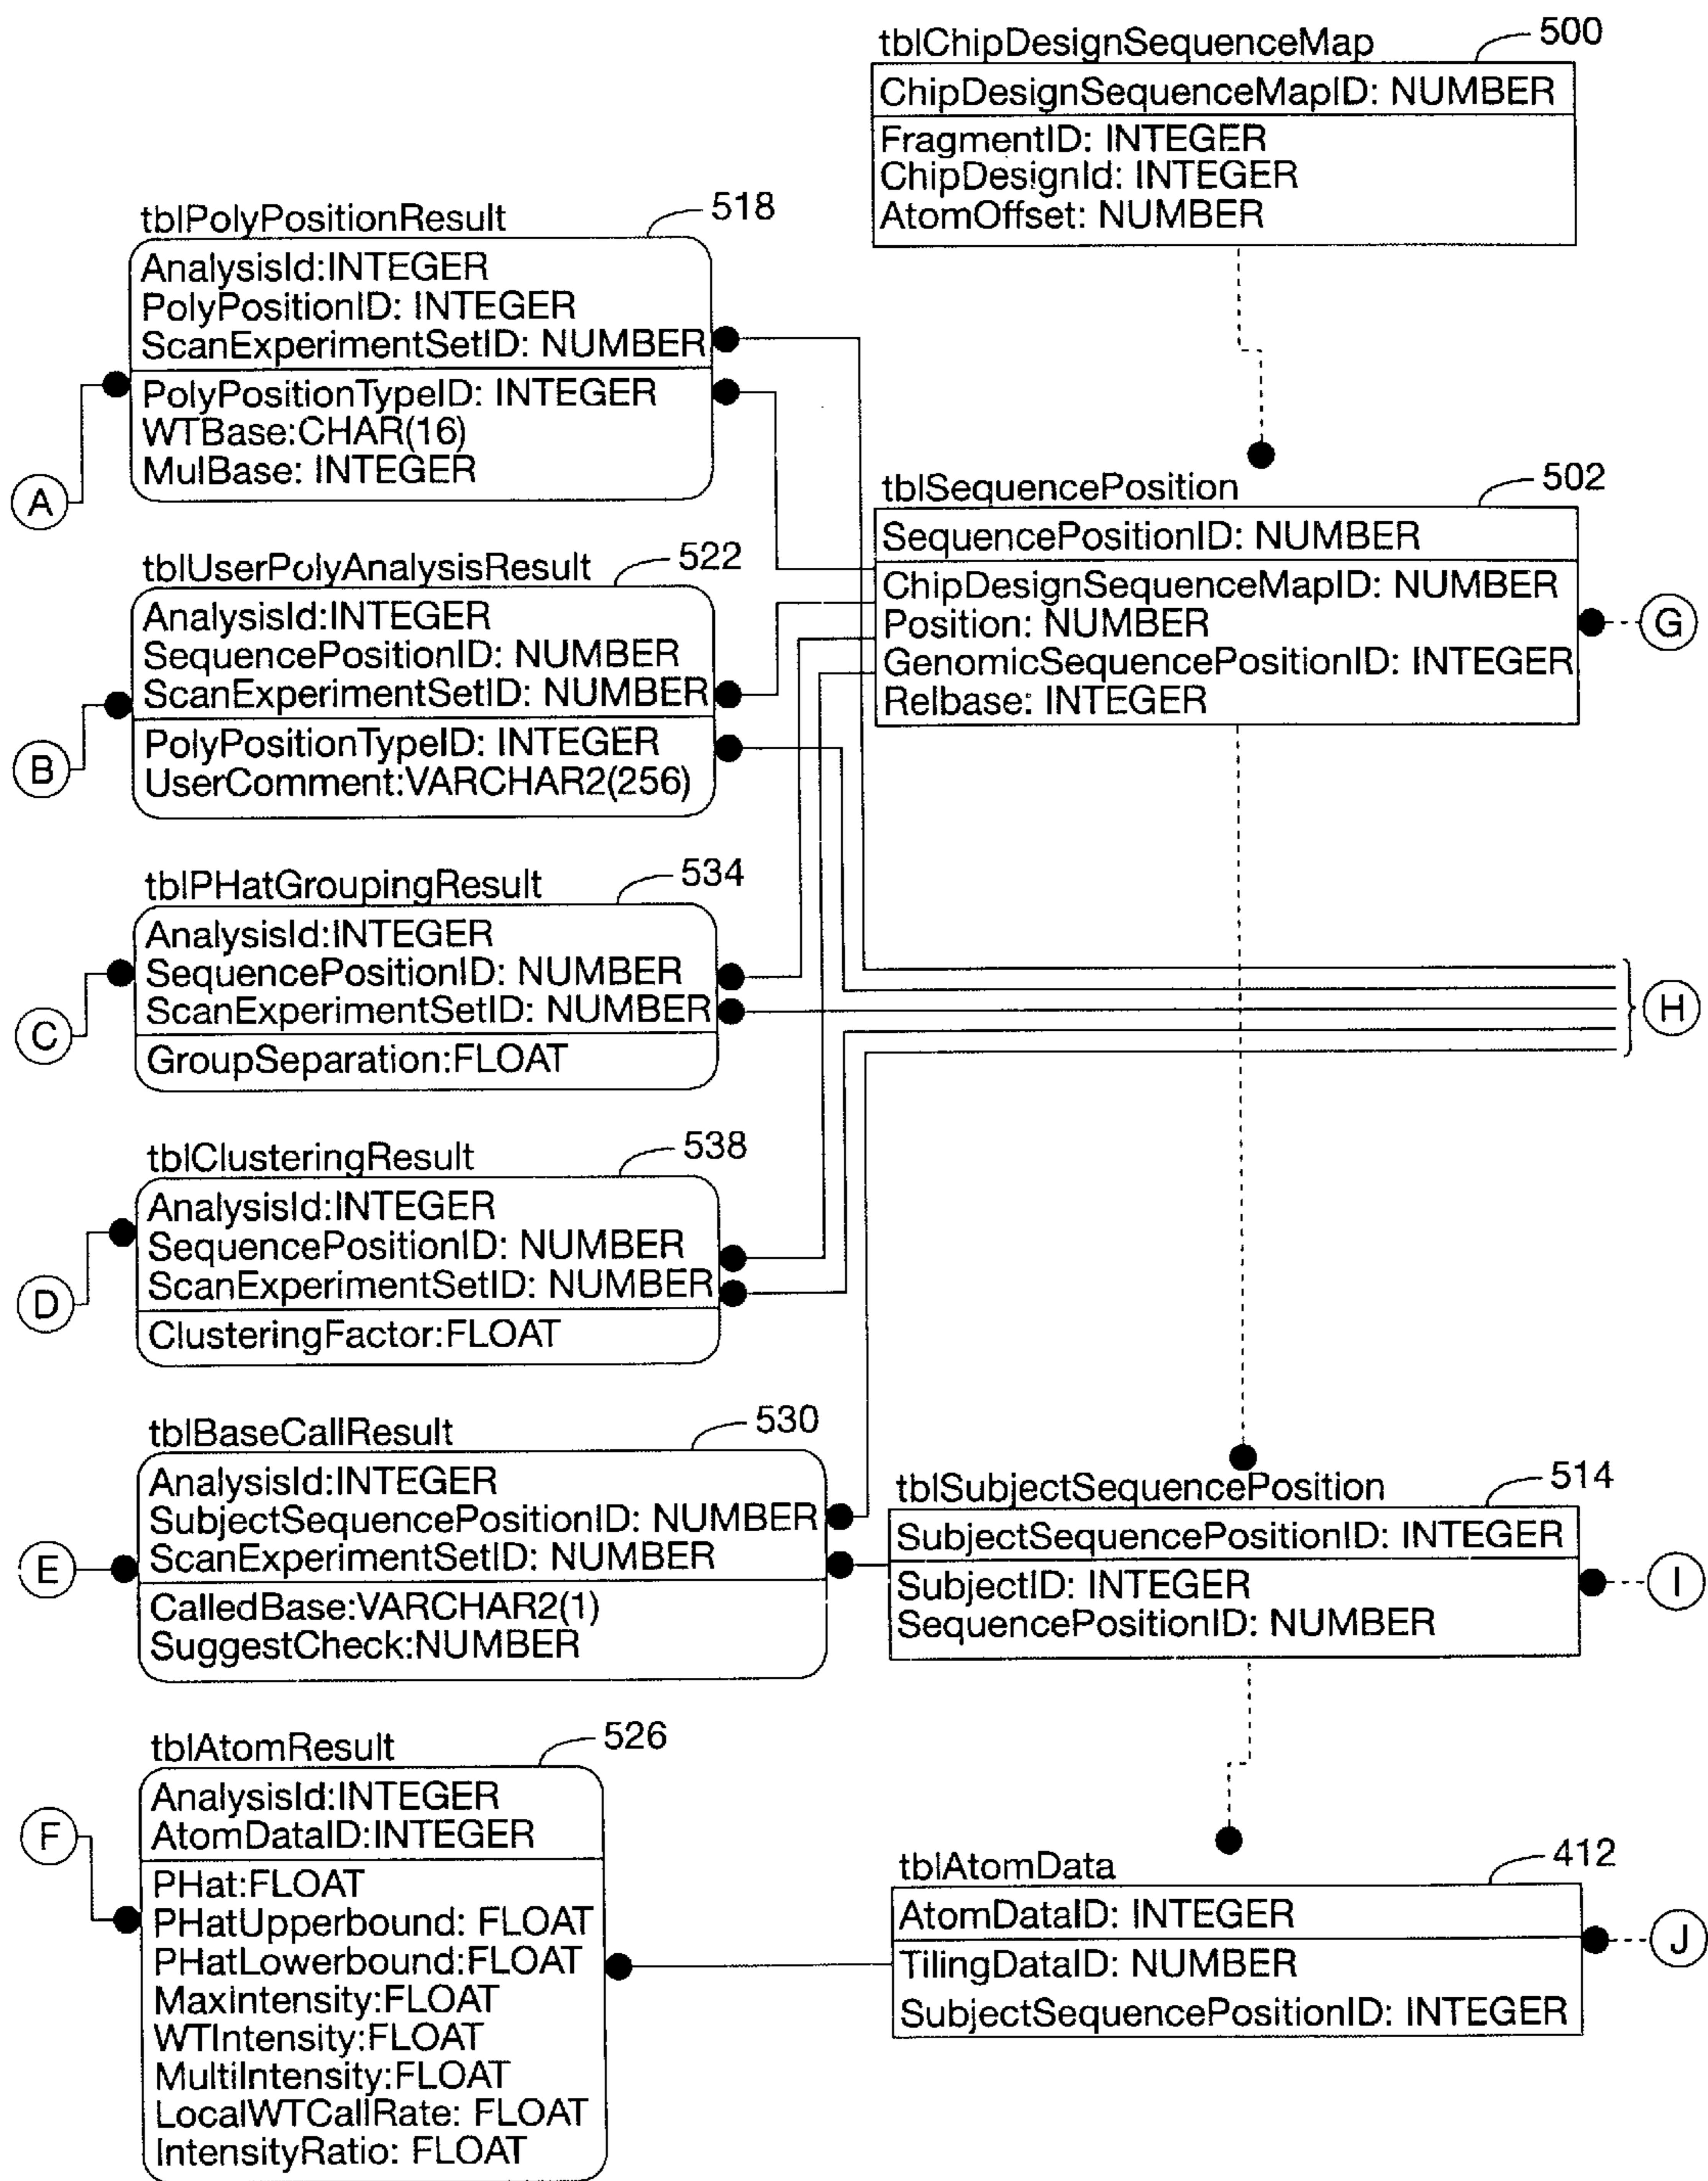 tblChipDesignSequenceMap 500
ChipDesignSequenceMapID: NUMBER
FragmentID: INTEGER
ChipDesignId: INTEGER
AtomOffset: NUMBER
tblPolyPositionResult 518
AnalysisId:INTEGER
PolyPositionID: INTEGER
ScanExperimentSetID: NUMBER
PolyPositionTypeID: INTEGER
WTBase:CHAR(16)
MulBase: INTEGER
A
tblSequencePosition 502
SequencePositionID: NUMBER
ChipDesignSequenceMapID: NUMBER
Position: NUMBER
GenomicSequencePositionID: INTEGER
Relbase: INTEGER
G
tblUserPolyAnalysisResult 522
AnalysisId:INTEGER
SequencePositionID: NUMBER
ScanExperimentSetID: NUMBER
PolyPositionTypeID: INTEGER
UserComment:VARCHAR2(256)
B
tblPHatGroupingResult 534
AnalysisId:INTEGER
SequencePositionID: NUMBER
ScanExperimentSetID: NUMBER
GroupSeparation:FLOAT
C
H
tblClusteringResult 538
AnalysisId:INTEGER
SequencePositionID: NUMBER
ScanExperimentSetID: NUMBER
ClusteringFactor:FLOAT
D
tblBaseCallResult 530
AnalysisId:INTEGER
SubjectSequencePositionID: NUMBER
ScanExperimentSetID: NUMBER
CalledBase:VARCHAR2(1)
SuggestCheck:NUMBER
E
tblSubjectSequencePosition 514
SubjectSequencePositionID: INTEGER
SubjectID: INTEGER
SequencePositionID: NUMBER
I
tblAtomResult 526
AnalysisId:INTEGER
AtomDataID:INTEGER
PHat:FLOAT
PHatUpperbound: FLOAT
PHatLowerbound:FLOAT
MaxIntensity:FLOAT
WTIntensity:FLOAT
MultiIntensity:FLOAT
LocalWTCallRate: FLOAT
IntensityRatio: FLOAT
F
tblAtomData 412
AtomDataID: INTEGER
TilingDataID: NUMBER
SubjectSequencePositionID: INTEGER
J